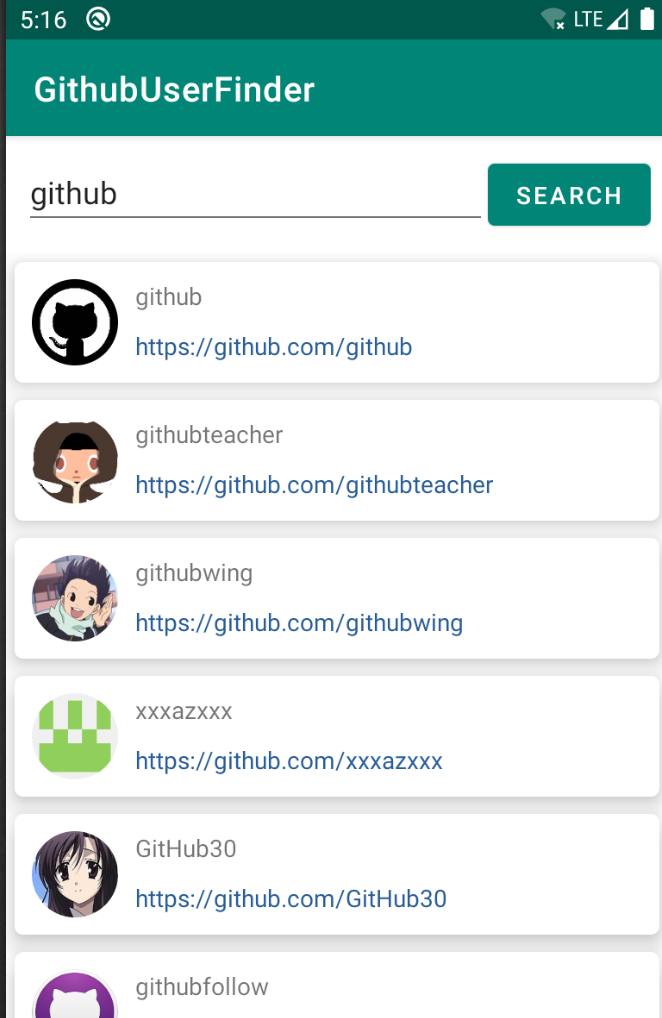 5:16
LTE
GithubUserFinder
github
SEARCH
github
https://github.com/github
githubteacher
https://github.com/githubteacher
githubwing
https://github.com/githubwing
xxxazxxx
https://github.com/xxxazxxx
GitHub30
https://github.com/GitHub30
githubfollow